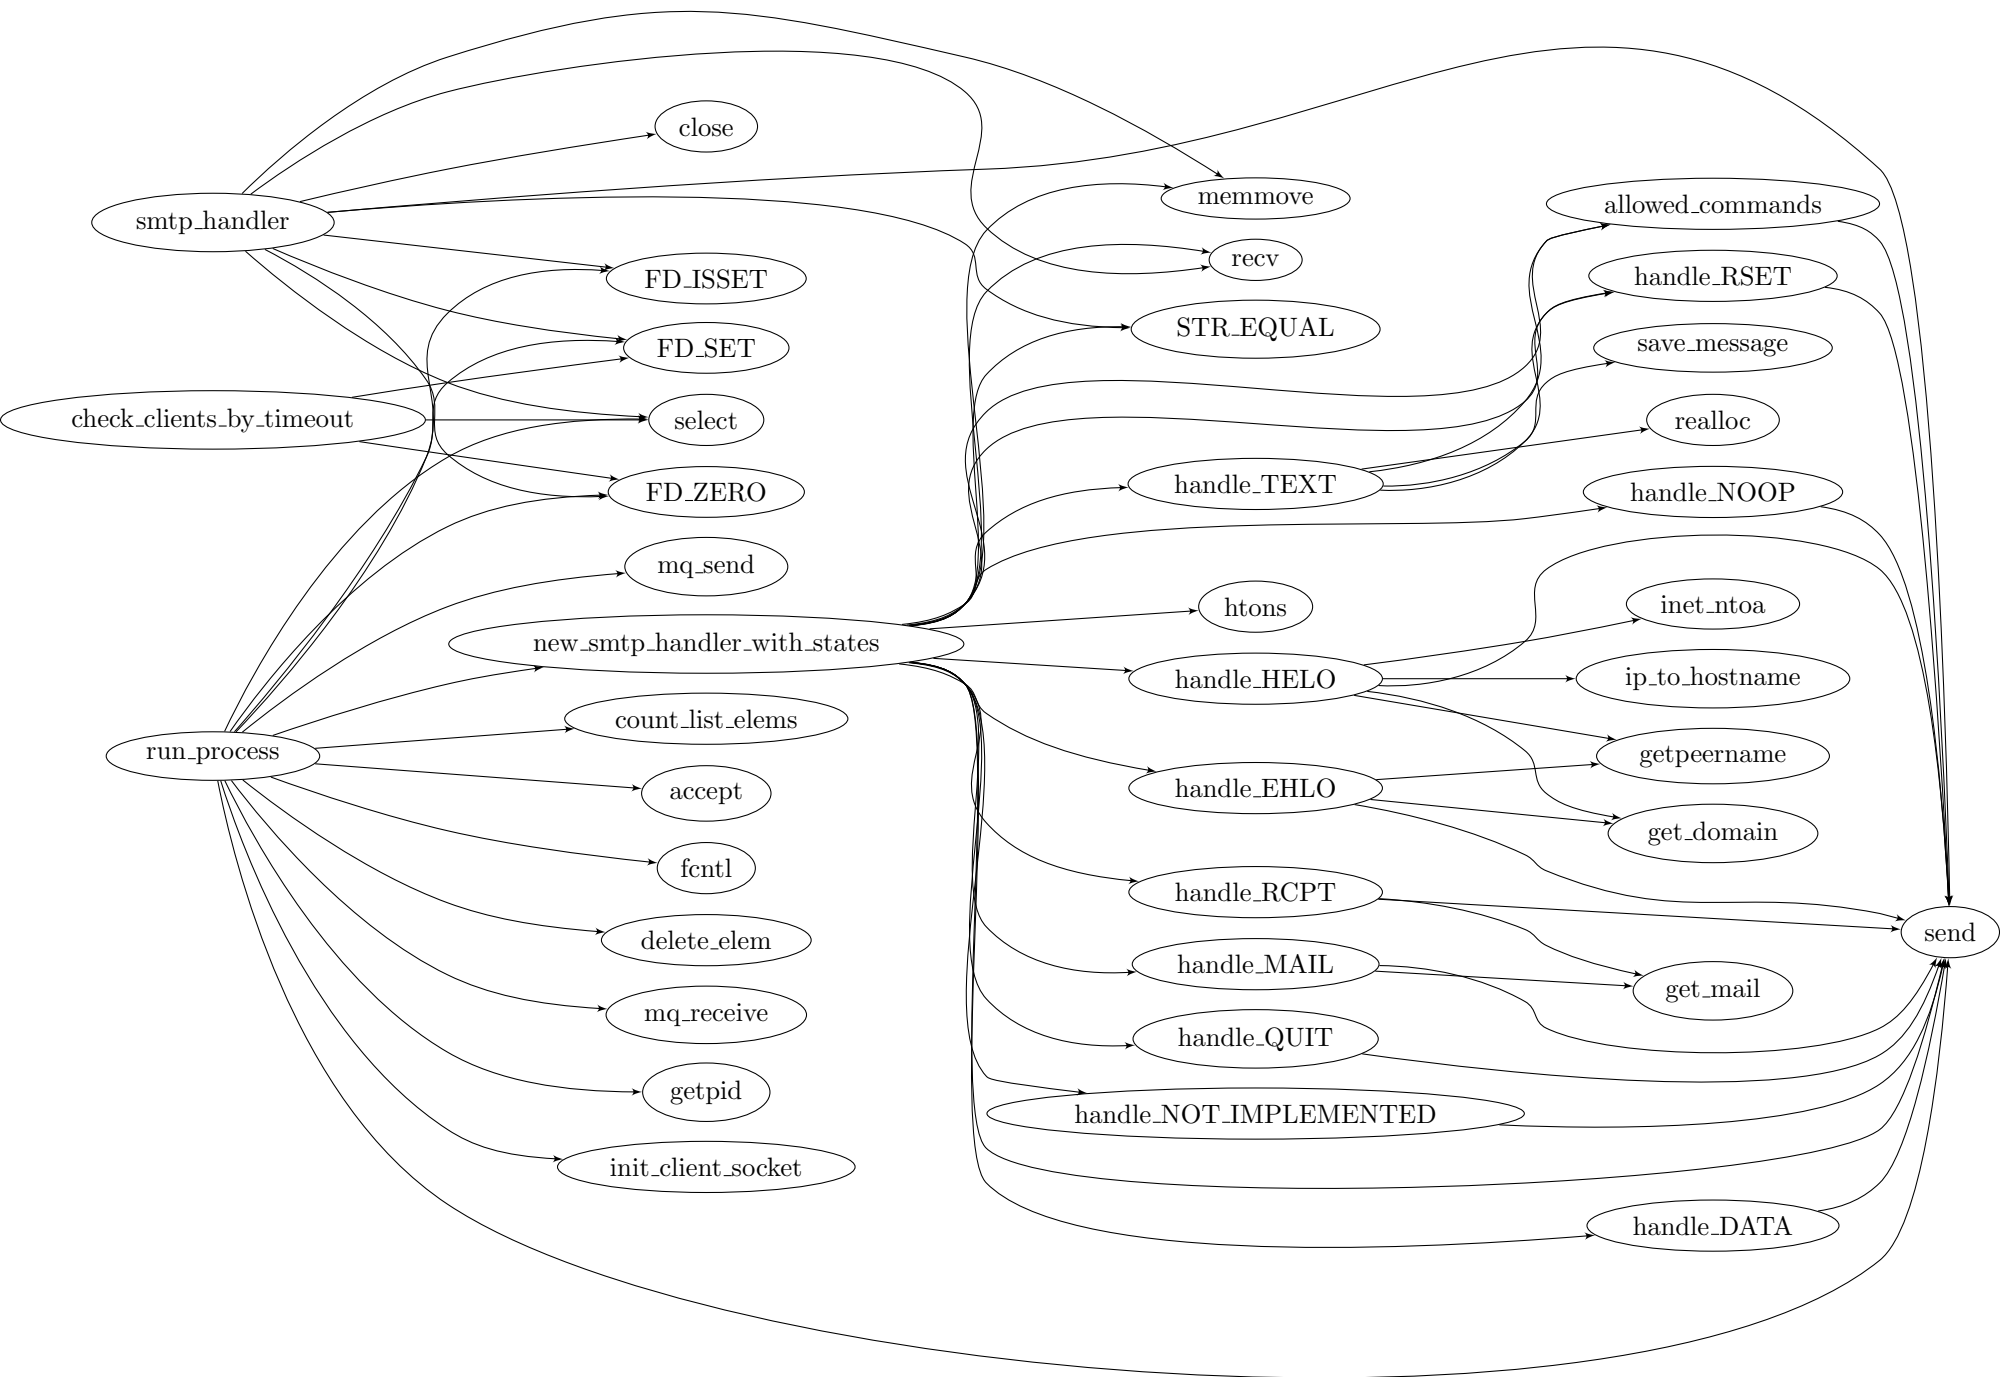 smtp_handler
check_clients_by_timeout
run_process
close
FD_ISSET
FD_SET
select
FD_ZERO
mq_send
new_smtp_handler_with_states
count_list_elems
accept
fcntl
delete_elem
mq_receive
getpid
init_client_socket
memmove
recv
STR_EQUAL
handle_TEXT
htons
handle_HELO
handle_EHLO
handle_RCPT
handle_MAIL
handle_QUIT
handle_NOT_IMPLEMENTED
allowed_commands
handle_RSET
save_message
realloc
handle_NOOP
inet_ntoa
ip_to_hostname
getpeername
get_domain
get_mail
handle_DATA
send